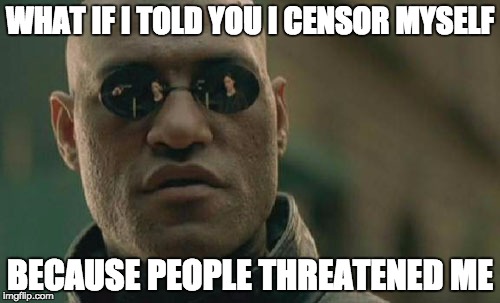 WHAT IF I TOLD YOU I CENSOR MYSELF
BECAUSE PEOPLE THREATENED ME
imgflip.com